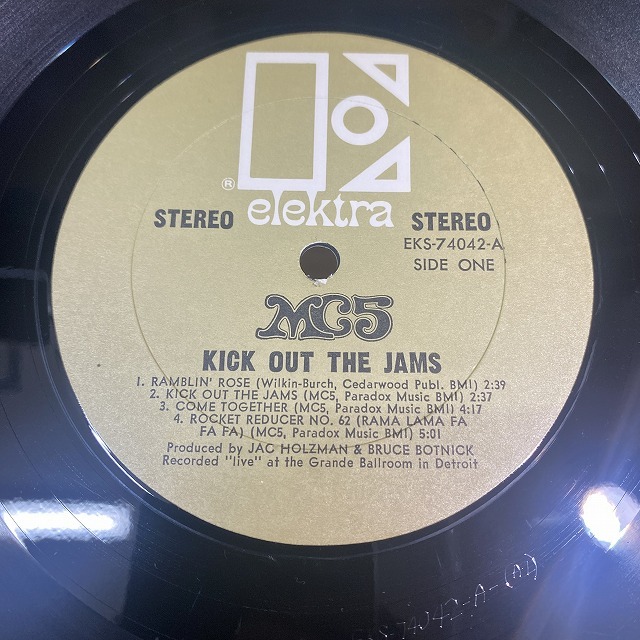 ® elektra
STEREO STEREO
EKS-74042-A
SIDE ONE
MC5
KICK OUT THE JAMS
1. RAMBLIN' ROSE (Wilkin-Burch, Cedarwood Publ. BMI) 2:39
2. KICK OUT THE JAMS (MC5, Paradox Music BMI) 2:37
3. COME TOGETHER (MC5, Paradox Music BMI) 4:17
4. ROCKET REDUCER NO. 62 (RAMA LAMA FA
FA FA) (MC5, Paradox Music BMI) 5:01
Produced by JAC HOLZMAN & BRUCE BOTNICK
Recorded "live" at the Grande Ballroom in Detroit